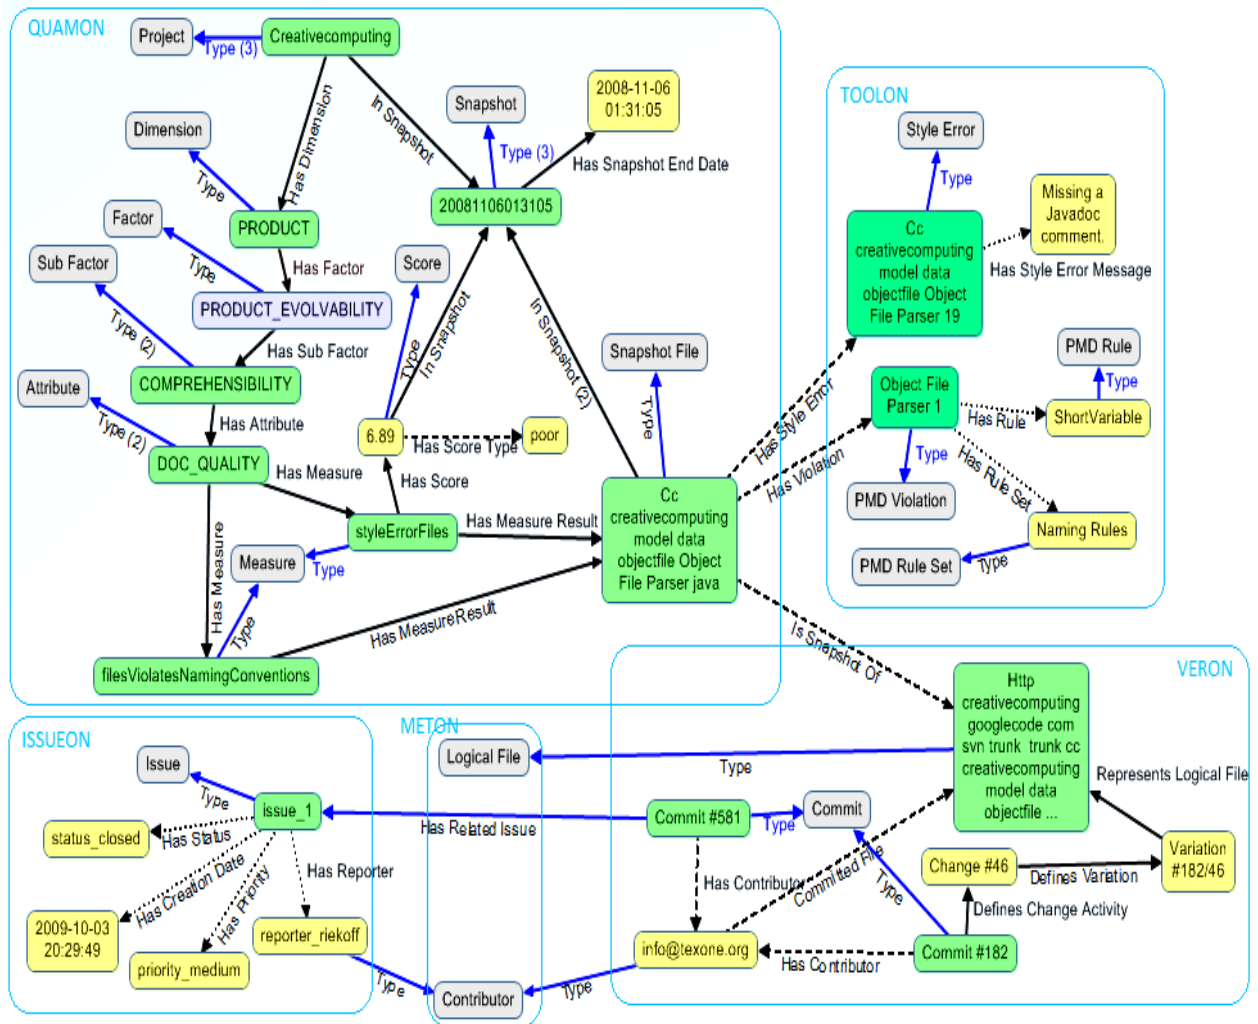 QUAMON
Project
Type (3)
Creativecomputing
Has Dimension
In Snapshot
Snapshot
2008-11-06
01:31:05
Type (3)
Has Snapshot End Date
Dimension
Type
20081106013105
PRODUCT
Factor
Type
Has Factor
Sub Factor
Score
PRODUCT_EVOLVABILITY
Type (2)
Has Sub Factor
Type
In Snapshot
In Snapshot (2)
Snapshot File
Type
Attribute
COMPREHENSIBILITY
Type (2)
Has Attribute
6.89
Has Score Type
poor
DOC_QUALITY
Has Measure
Has Score
styleErrorFiles
Has Measure Result
Cc
creativecomputing
model data
objectfile Object
File Parser java
Has Measure
Measure
Type
Type
Has Measure Result
filesViolatesNamingConventions
TOOLON
Style Error
Type
Cc
creativecomputing
model data
objectfile Object
File Parser 19
Missing a
Javadoc
comment.
Has Style Error Message
Has Style Error
Has Violation
PMD Rule
Type
Object File
Parser 1
Has Rule
ShortVariable
Type
Has Rule Set
PMD Violation
Naming Rules
PMD Rule Set
Type
Is Snapshot Of
VERON
Http
creativecomputing
googlecode com
svn trunk trunk cc
creativecomputing
model data
objectfile ...
Type
Represents Logical File
Commit #581
Type
Commit
Has Related Issue
Has Contributor
Committed File
Type
Change #46
Defines Variation
Variation
#182/46
Defines Change Activity
info@texone.org
Has Contributor
Commit #182
METON
Logical File
Contributor
Type
Type
ISSUEON
Issue
Type
issue_1
status_closed
Has Status
Has Creation Date
Has Priority
Has Reporter
2009-10-03
20:29:49
priority_medium
reporter_riekoff